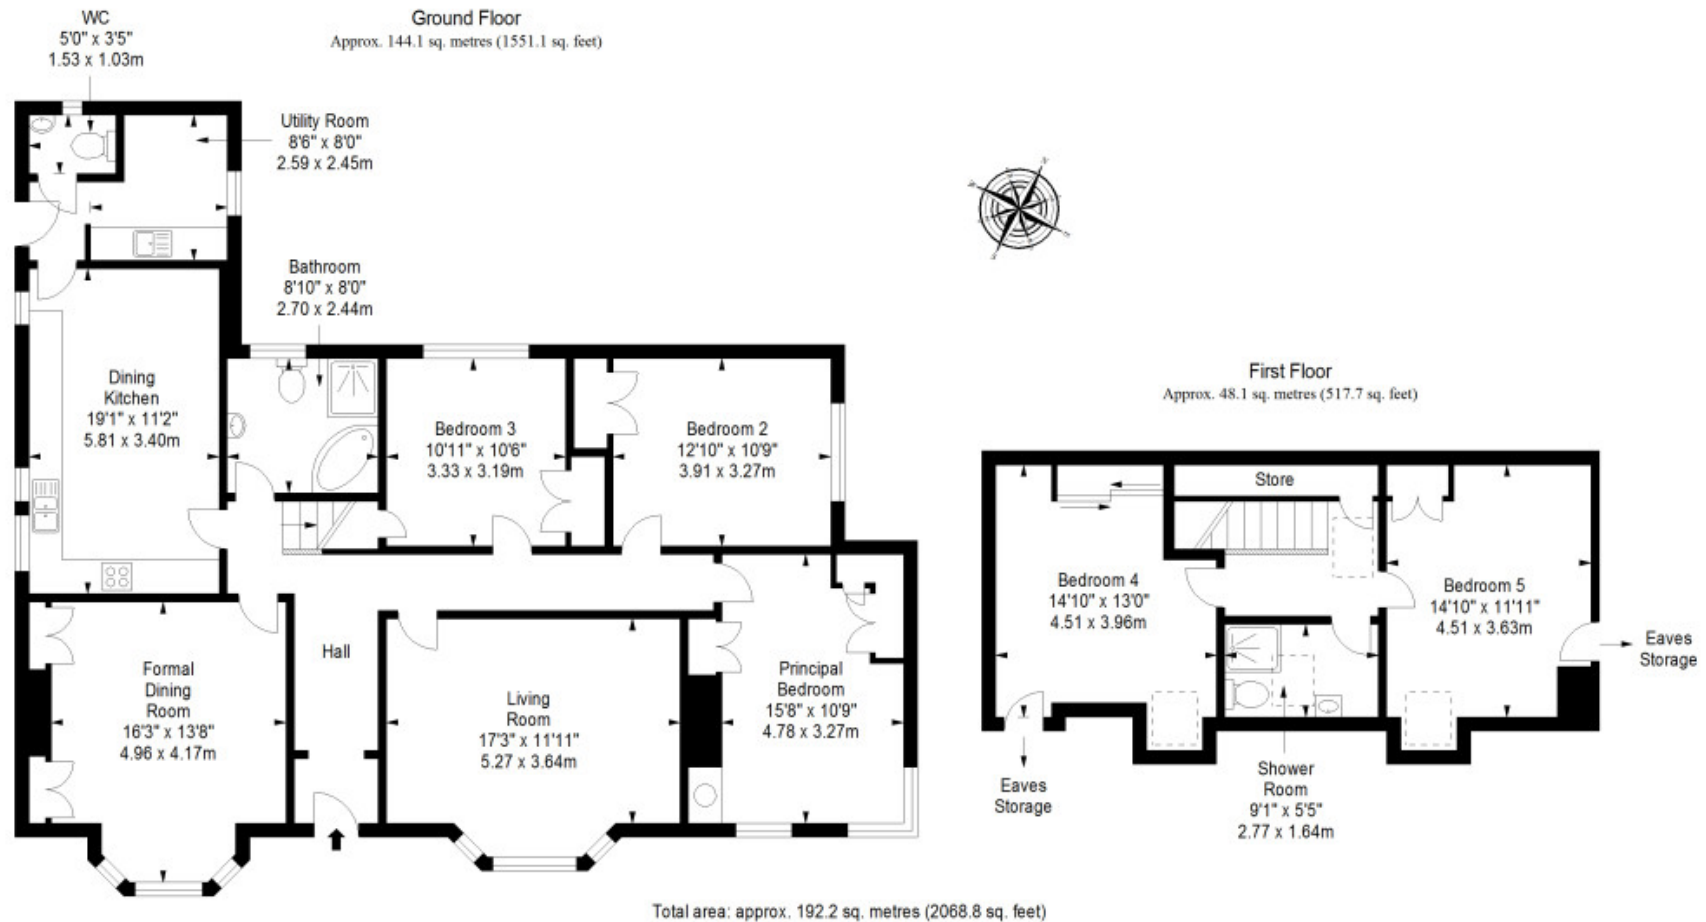 WC
5'0" x 3'5"
1.53 x 1.03m
Ground Floor
Approx. 144.1 sq. metres (1551.1 sq. feet)
Utility Room
8'6" x 8'0"
2.59 x 2.45m
Bathroom
8'10" x 8'0"
2.70 x 2.44m
Dining
Kitchen
19'1" x 11'2"
5.81 x 3.40m
Bedroom 3
10'11" x 10'6"
3.33 x 3.19m
Bedroom 2
12'10" x 10'9"
3.91 x 3.27m
Formal
Dining
Room
16'3" x 13'8"
4.96 x 4.17m
Hall
Living
Room
17'3" x 11'11"
5.27 x 3.64m
Principal
Bedroom
15'8" x 10'9"
4.78 x 3.27m
First Floor
Approx. 48.1 sq. metres (517.7 sq. feet)
Store
Bedroom 4
14'10" x 13'0"
4.51 x 3.96m
Bedroom 5
14'10" x 11'11"
4.51 x 3.63m
Eaves
Storage
Eaves
Storage
Shower
Room
9'1" x 5'5"
2.77 x 1.64m
Total area: approx. 192.2 sq. metres (2068.8 sq. feet)